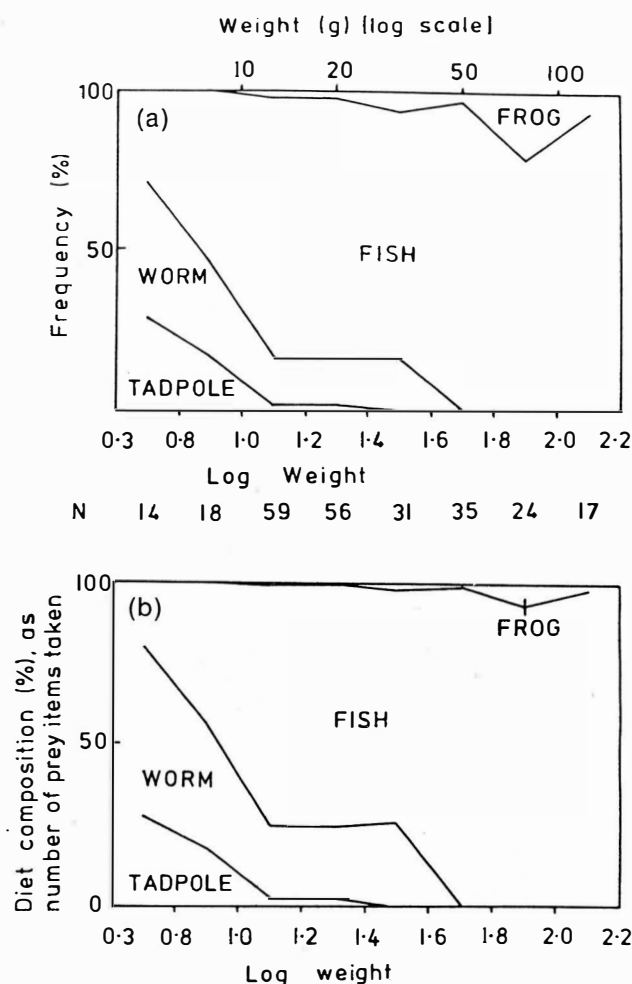 Weight (g) [log scale]
10 20 50 100
100
(a)
FROG
50
FISH
WORM
TADPOLE
Frequency (%)
0.3 0.8 1.0 1.2 1.4 1.6 1.8 2.0 2.2
Log Weight
N 14 18 59 56 31 35 24 17
100
(b)
FROG
FISH
50
WORM
TADPOLE
0
Diet composition (%), as
number of prey items taken
0.3 0.8 1.0 1.2 1.4 1.6 1.8 2.0 2.2
Log weight